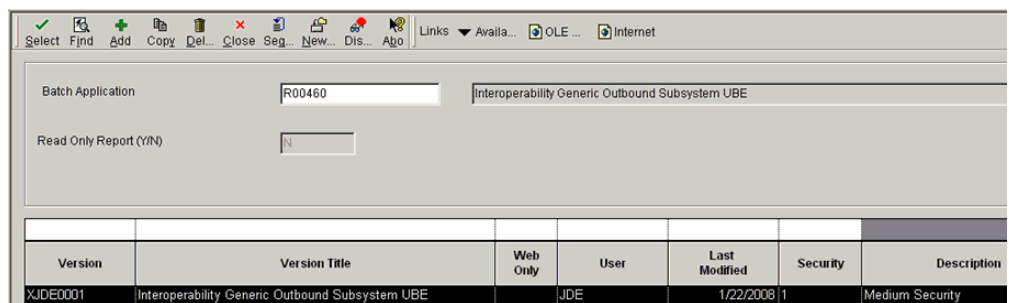 Select Find Add Copy Del... Close Seg... New... Dis... Abo Links Availa... OLE ... Internet
Batch Application R00460 Interoperability Generic Outbound Subsystem UBE
Read Only Report (Y/N) N
Version Version Title Web Only User Last Modified Security Description
XJDE0001 Interoperability Generic Outbound Subsystem UBE JDE 1/22/2008 1 Medium Security